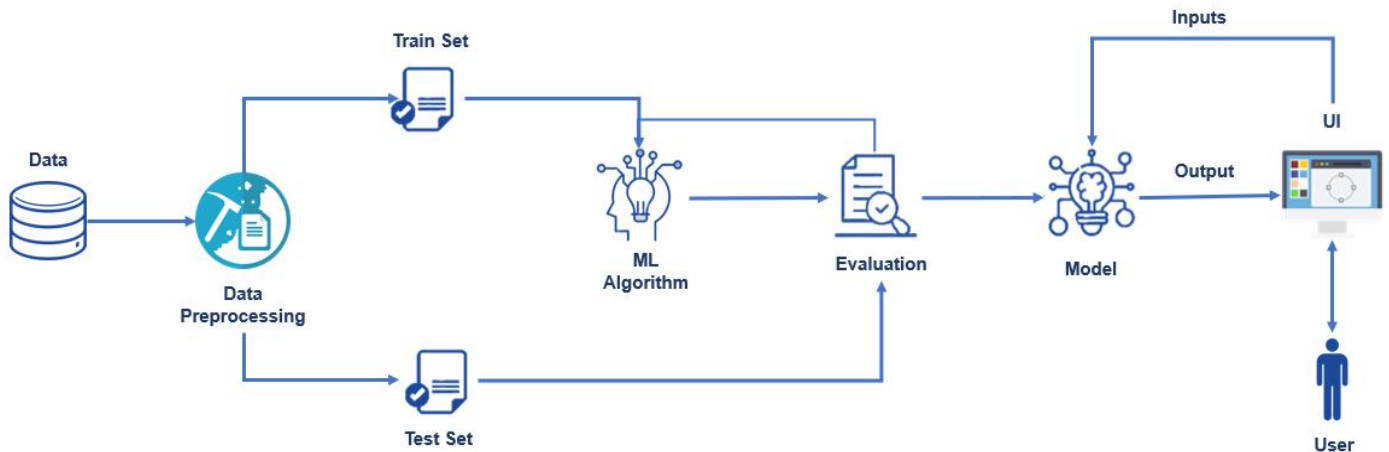 Inputs
Train Set
UI
Data
Output
ML
Algorithm
Evaluation
Model
Data
Preprocessing
Test Set
User